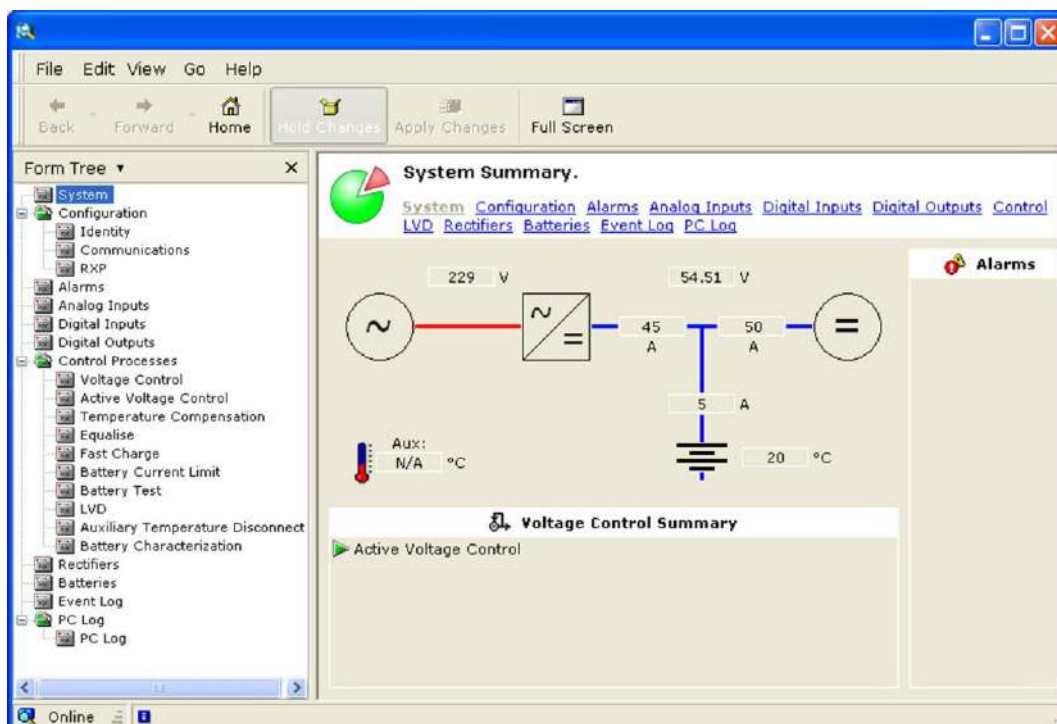 File Edit View Go Help
Back Forward Home Hold Changes Apply Changes Full Screen
Form Tree
System
Configuration
Identity
Communications
RXP
Alarms
Analog Inputs
Digital Inputs
Digital Outputs
Control Processes
Voltage Control
Active Voltage Control
Temperature Compensation
Equalise
Fast Charge
Battery Current Limit
Battery Test
LVD
Auxiliary Temperature Disconnect
Battery Characterization
Rectifiers
Batteries
Event Log
PC Log
PC Log
System Summary.
System Configuration Alarms Analog Inputs Digital Inputs Digital Outputs Control
LVD Rectifiers Batteries Event Log PC Log
229 V 54.51 V
45 50
A A
5 A
Aux:
N/A °C
20 °C
Alarms
Voltage Control Summary
Active Voltage Control
Online